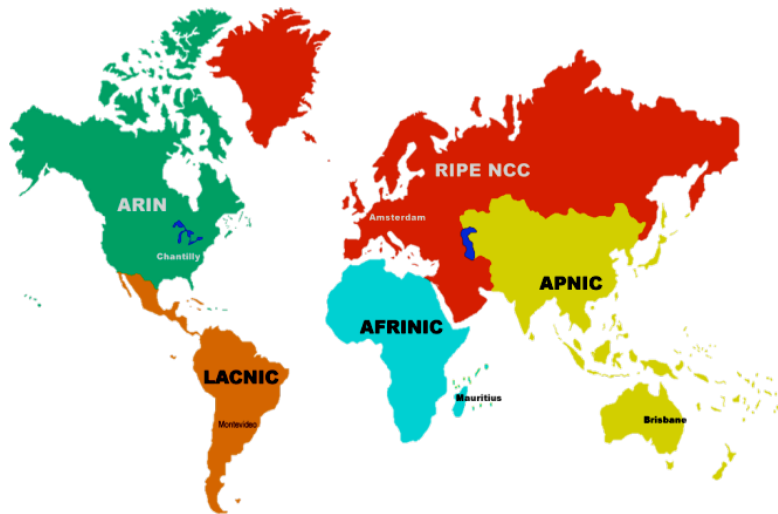 RIPE NCC
ARIN
Amsterdam
Chantilly
APNIC
AFRINIC
LACNIC
Mauritius
Montevideo
Brisbane